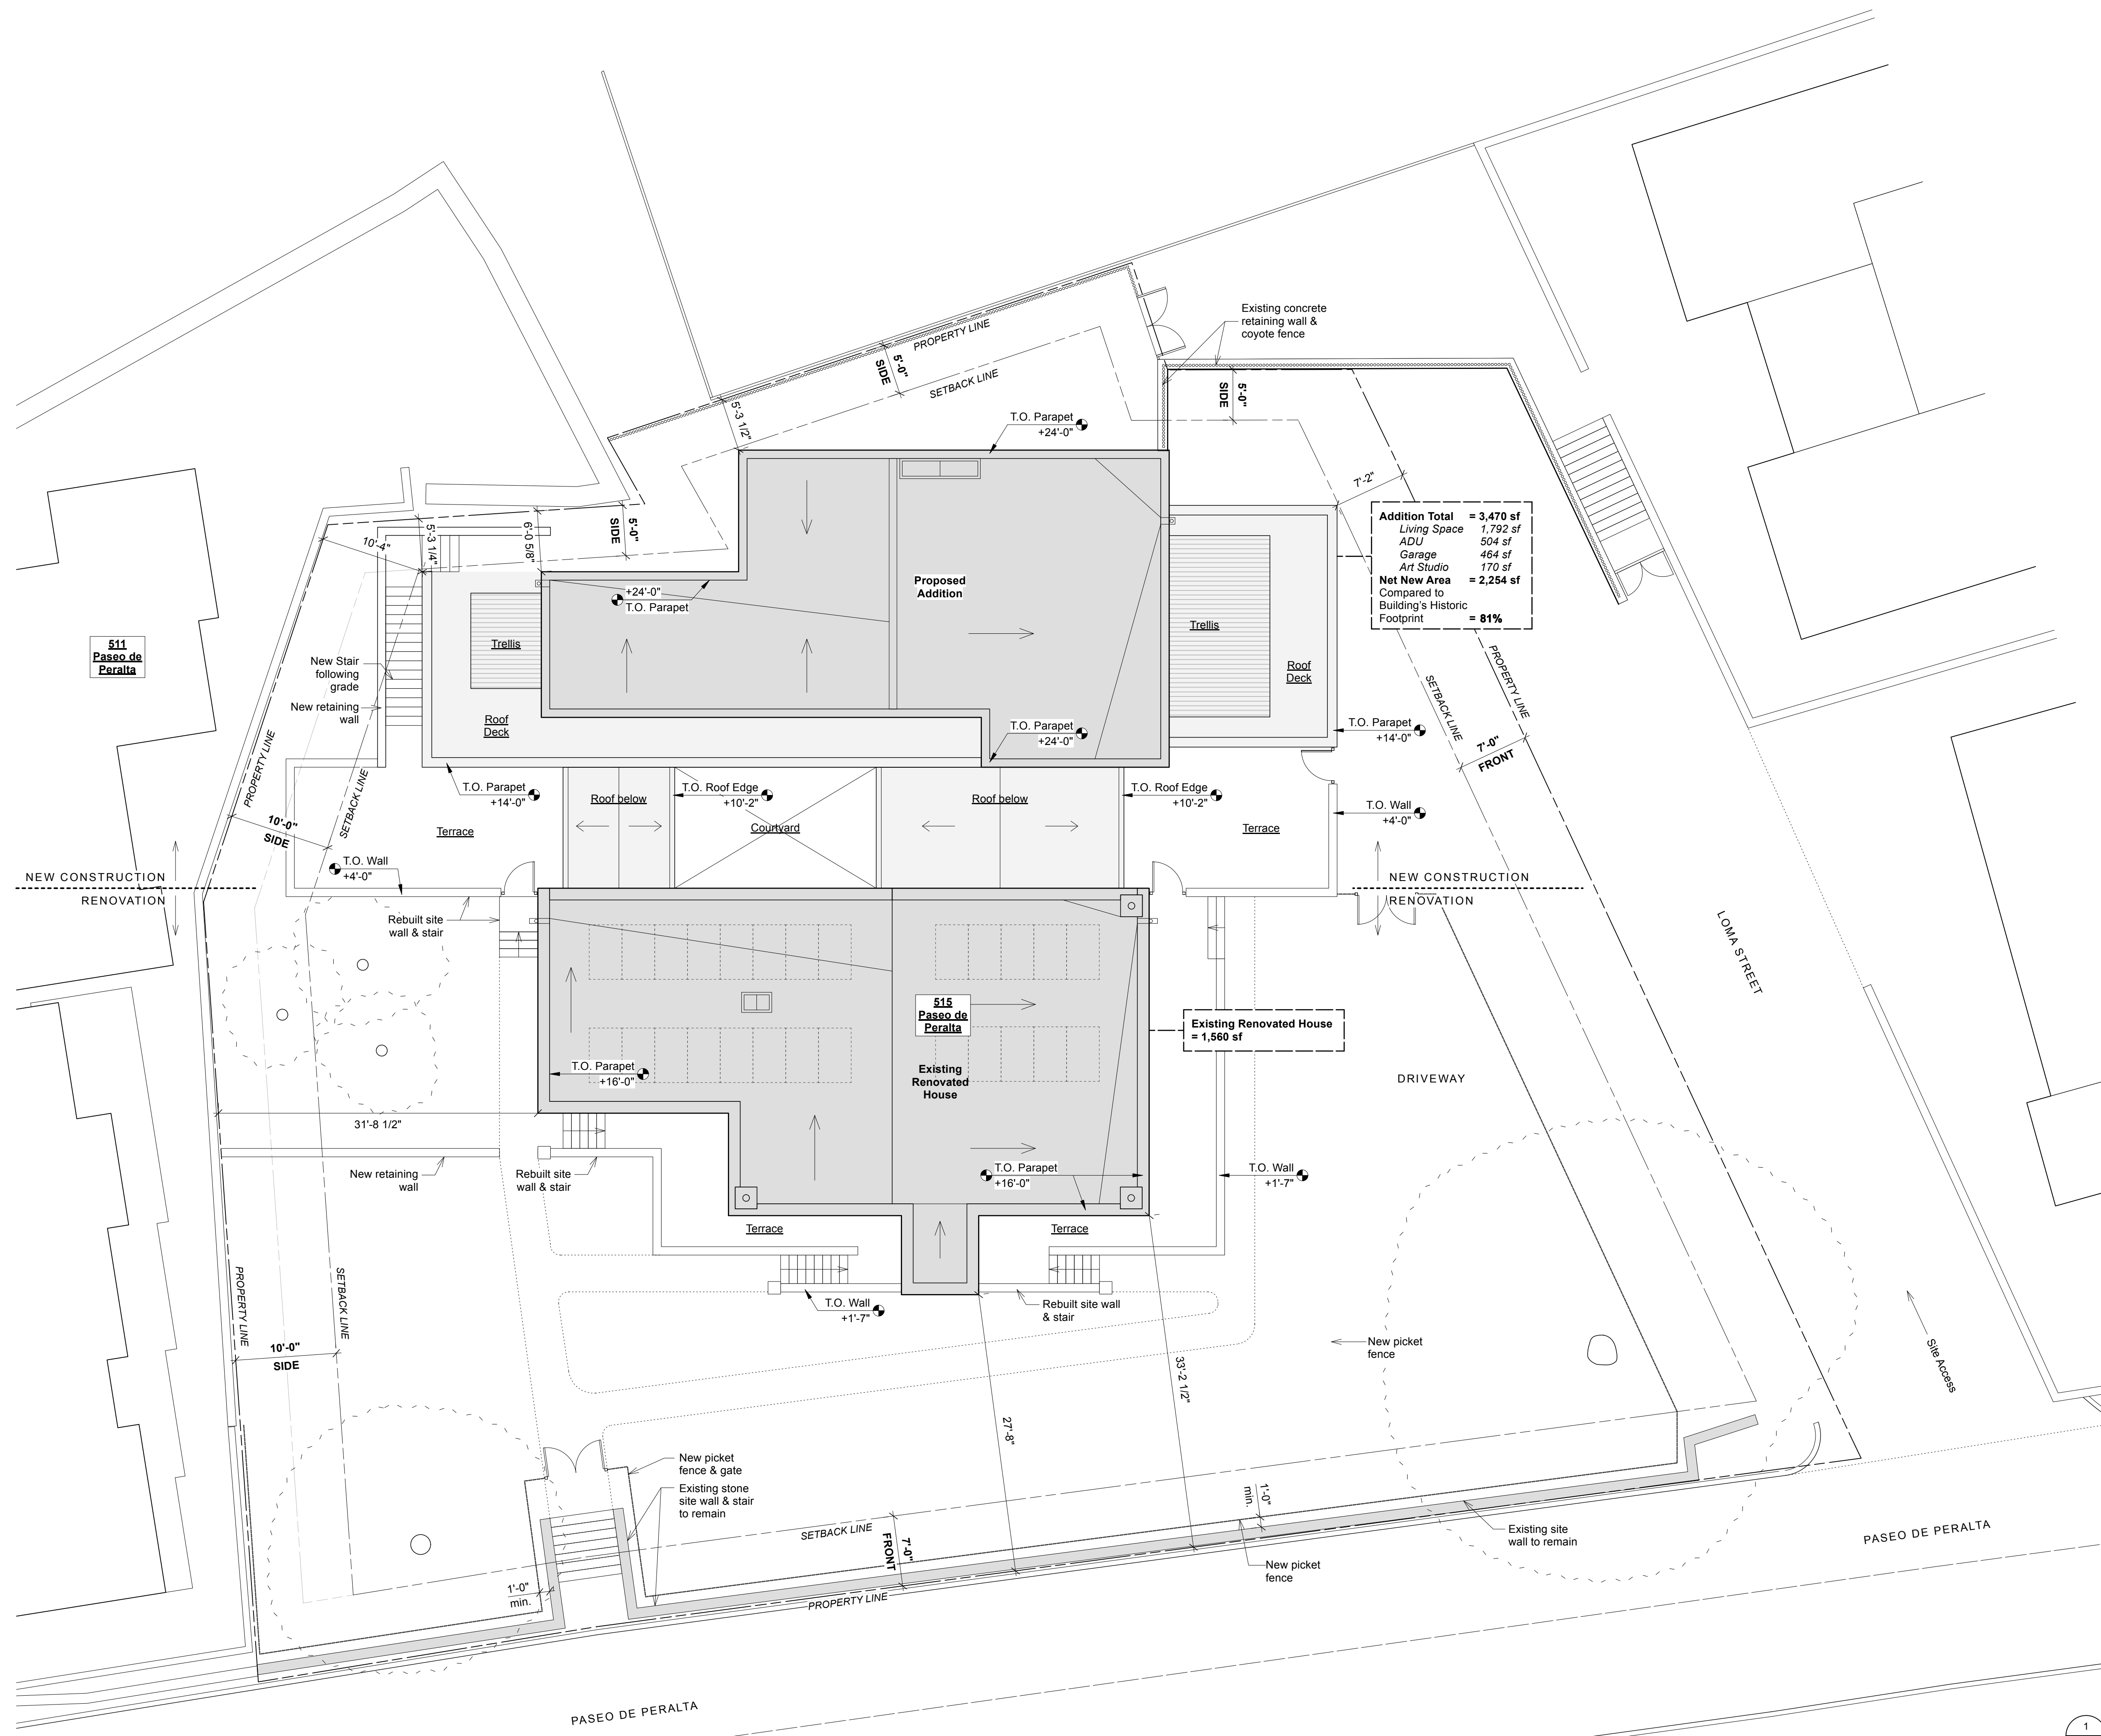 Existing concrete
retaining wall &
coyote fence
PROPERTY LINE
5'-0"
SIDE
SETBACK LINE
5'-0"
SIDE
5'-3 1/2"
T.O. Parapet
+24'-0"
7'-2"
Addition Total = 3,470 sf
Living Space 1,792 sf
ADU 504 sf
Garage 464 sf
Art Studio 170 sf
Net New Area = 2,254 sf
Compared to
Building's Historic
Footprint = 81%
10'-4"
5'-3 1/4"
6'-0 5/8"
5'-0"
SIDE
+24'-0"
T.O. Parapet
Proposed
Addition
Trellis
Trellis
511
Paseo de
Peralta
New Stair
following
grade
New retaining
wall
Roof
Deck
Roof
Deck
PROPERTY LINE
SETBACK LINE
T.O. Parapet
+24'-0"
T.O. Parapet
+14'-0"
7'-0"
FRONT
PROPERTY LINE
SETBACK LINE
T.O. Parapet
+14'-0"
Roof below
T.O. Roof Edge
+10'-2"
Roof below
T.O. Roof Edge
+10'-2"
T.O. Wall
+4'-0"
10'-0"
SIDE
Terrace
Courtyard
Terrace
T.O. Wall
+4'-0"
NEW CONSTRUCTION
RENOVATION
NEW CONSTRUCTION
RENOVATION
Rebuilt site
wall & stair
LOMA STREET
515
Paseo de
Peralta
Existing Renovated House
= 1,560 sf
T.O. Parapet
+16'-0"
Existing
Renovated
House
DRIVEWAY
31'-8 1/2"
New retaining
wall
Rebuilt site
wall & stair
T.O. Parapet
+16'-0"
T.O. Wall
+1'-7"
Terrace
Terrace
PROPERTY LINE
SETBACK LINE
T.O. Wall
+1'-7"
Rebuilt site wall
& stair
10'-0"
SIDE
New picket
fence
Site Access
33'-2 1/2"
27'-8"
New picket
fence & gate
Existing stone
site wall & stair
to remain
1'-0"
min.
SETBACK LINE
7'-0"
FRONT
Existing site
wall to remain
PASEO DE PERALTA
New picket
fence
1'-0"
min.
PROPERTY LINE
PASEO DE PERALTA
1